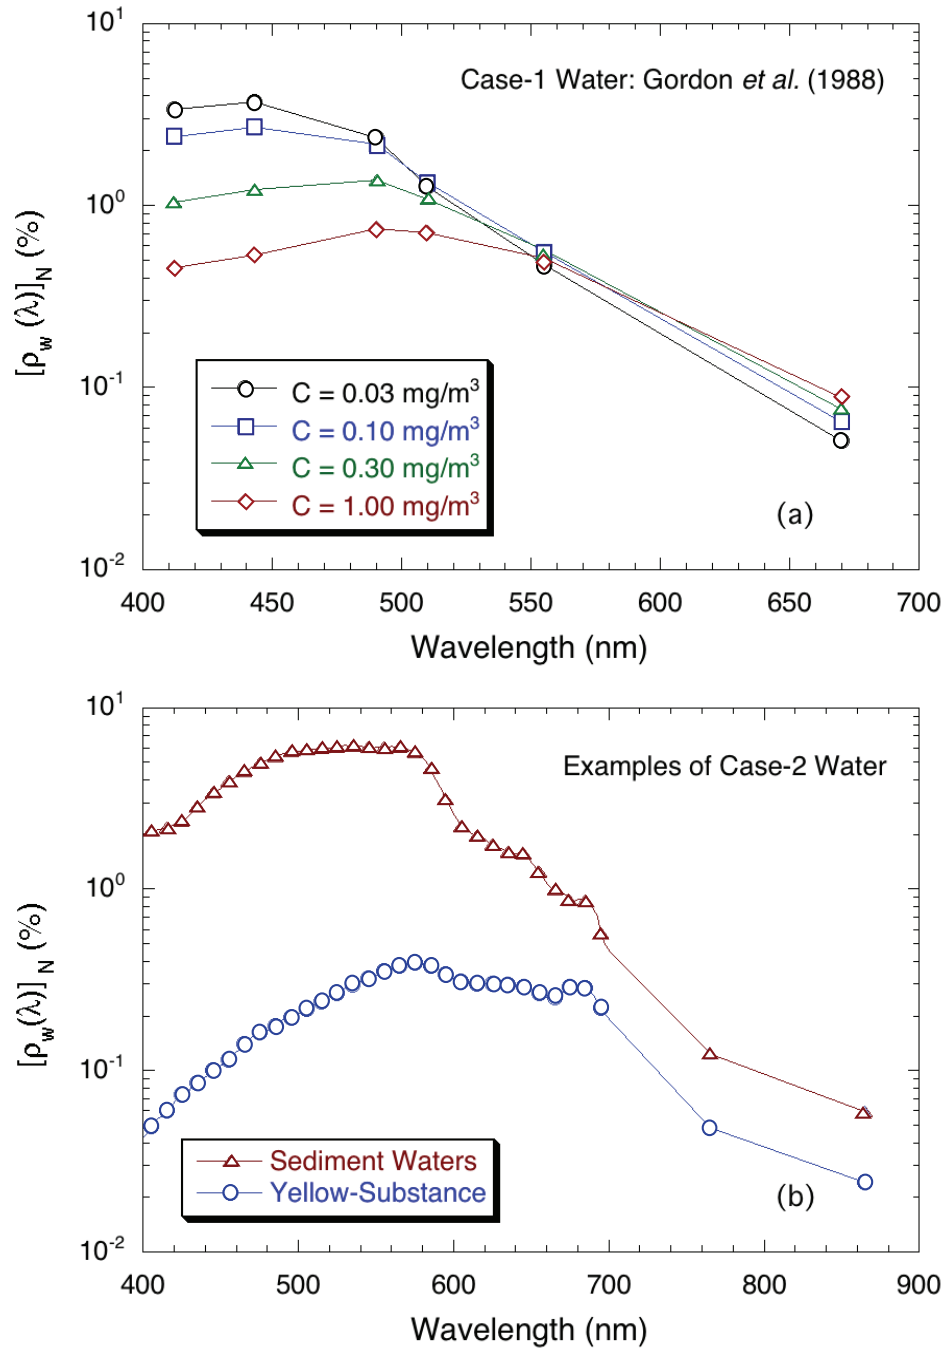 10¹
Case-1 Water: Gordon et al. (1988)
10⁰
[ρw (λ)]N (%)
C = 0.03 mg/m³
C = 0.10 mg/m³
C = 0.30 mg/m³
C = 1.00 mg/m³
10⁻¹
(a)
10⁻²
400 450 500 550 600 650 700
Wavelength (nm)
10¹
Examples of Case-2 Water
10⁰
[ρw(λ)]N (%)
10⁻¹
Sediment Waters
Yellow-Substance
(b)
10⁻²
400 500 600 700 800 900
Wavelength (nm)